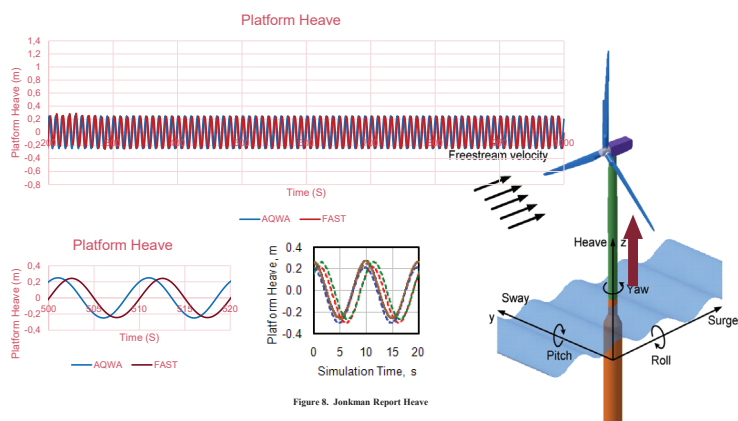 Platform Heave
1,4
1,2
1
0,8
0,6
0,4
0,2
0
-0,2
-0,4
-0,6
-0,8
Platform Heave (m)
Time (S)
AQWA FAST
Freestream velocity
Heave z
Yaw
Sway
y
Surge
Pitch
Roll
Platform Heave
0,4
0,2
0
-0,2
-0,4
Platform Heave (m)
500 505 510 515 520
Time (S)
AQWA FAST
Platform Heave, m
0.4
0.2
0.0
-0.2
-0.4
0 5 10 15 20
Simulation Time, s
Figure 8. Jonkman Report Heave